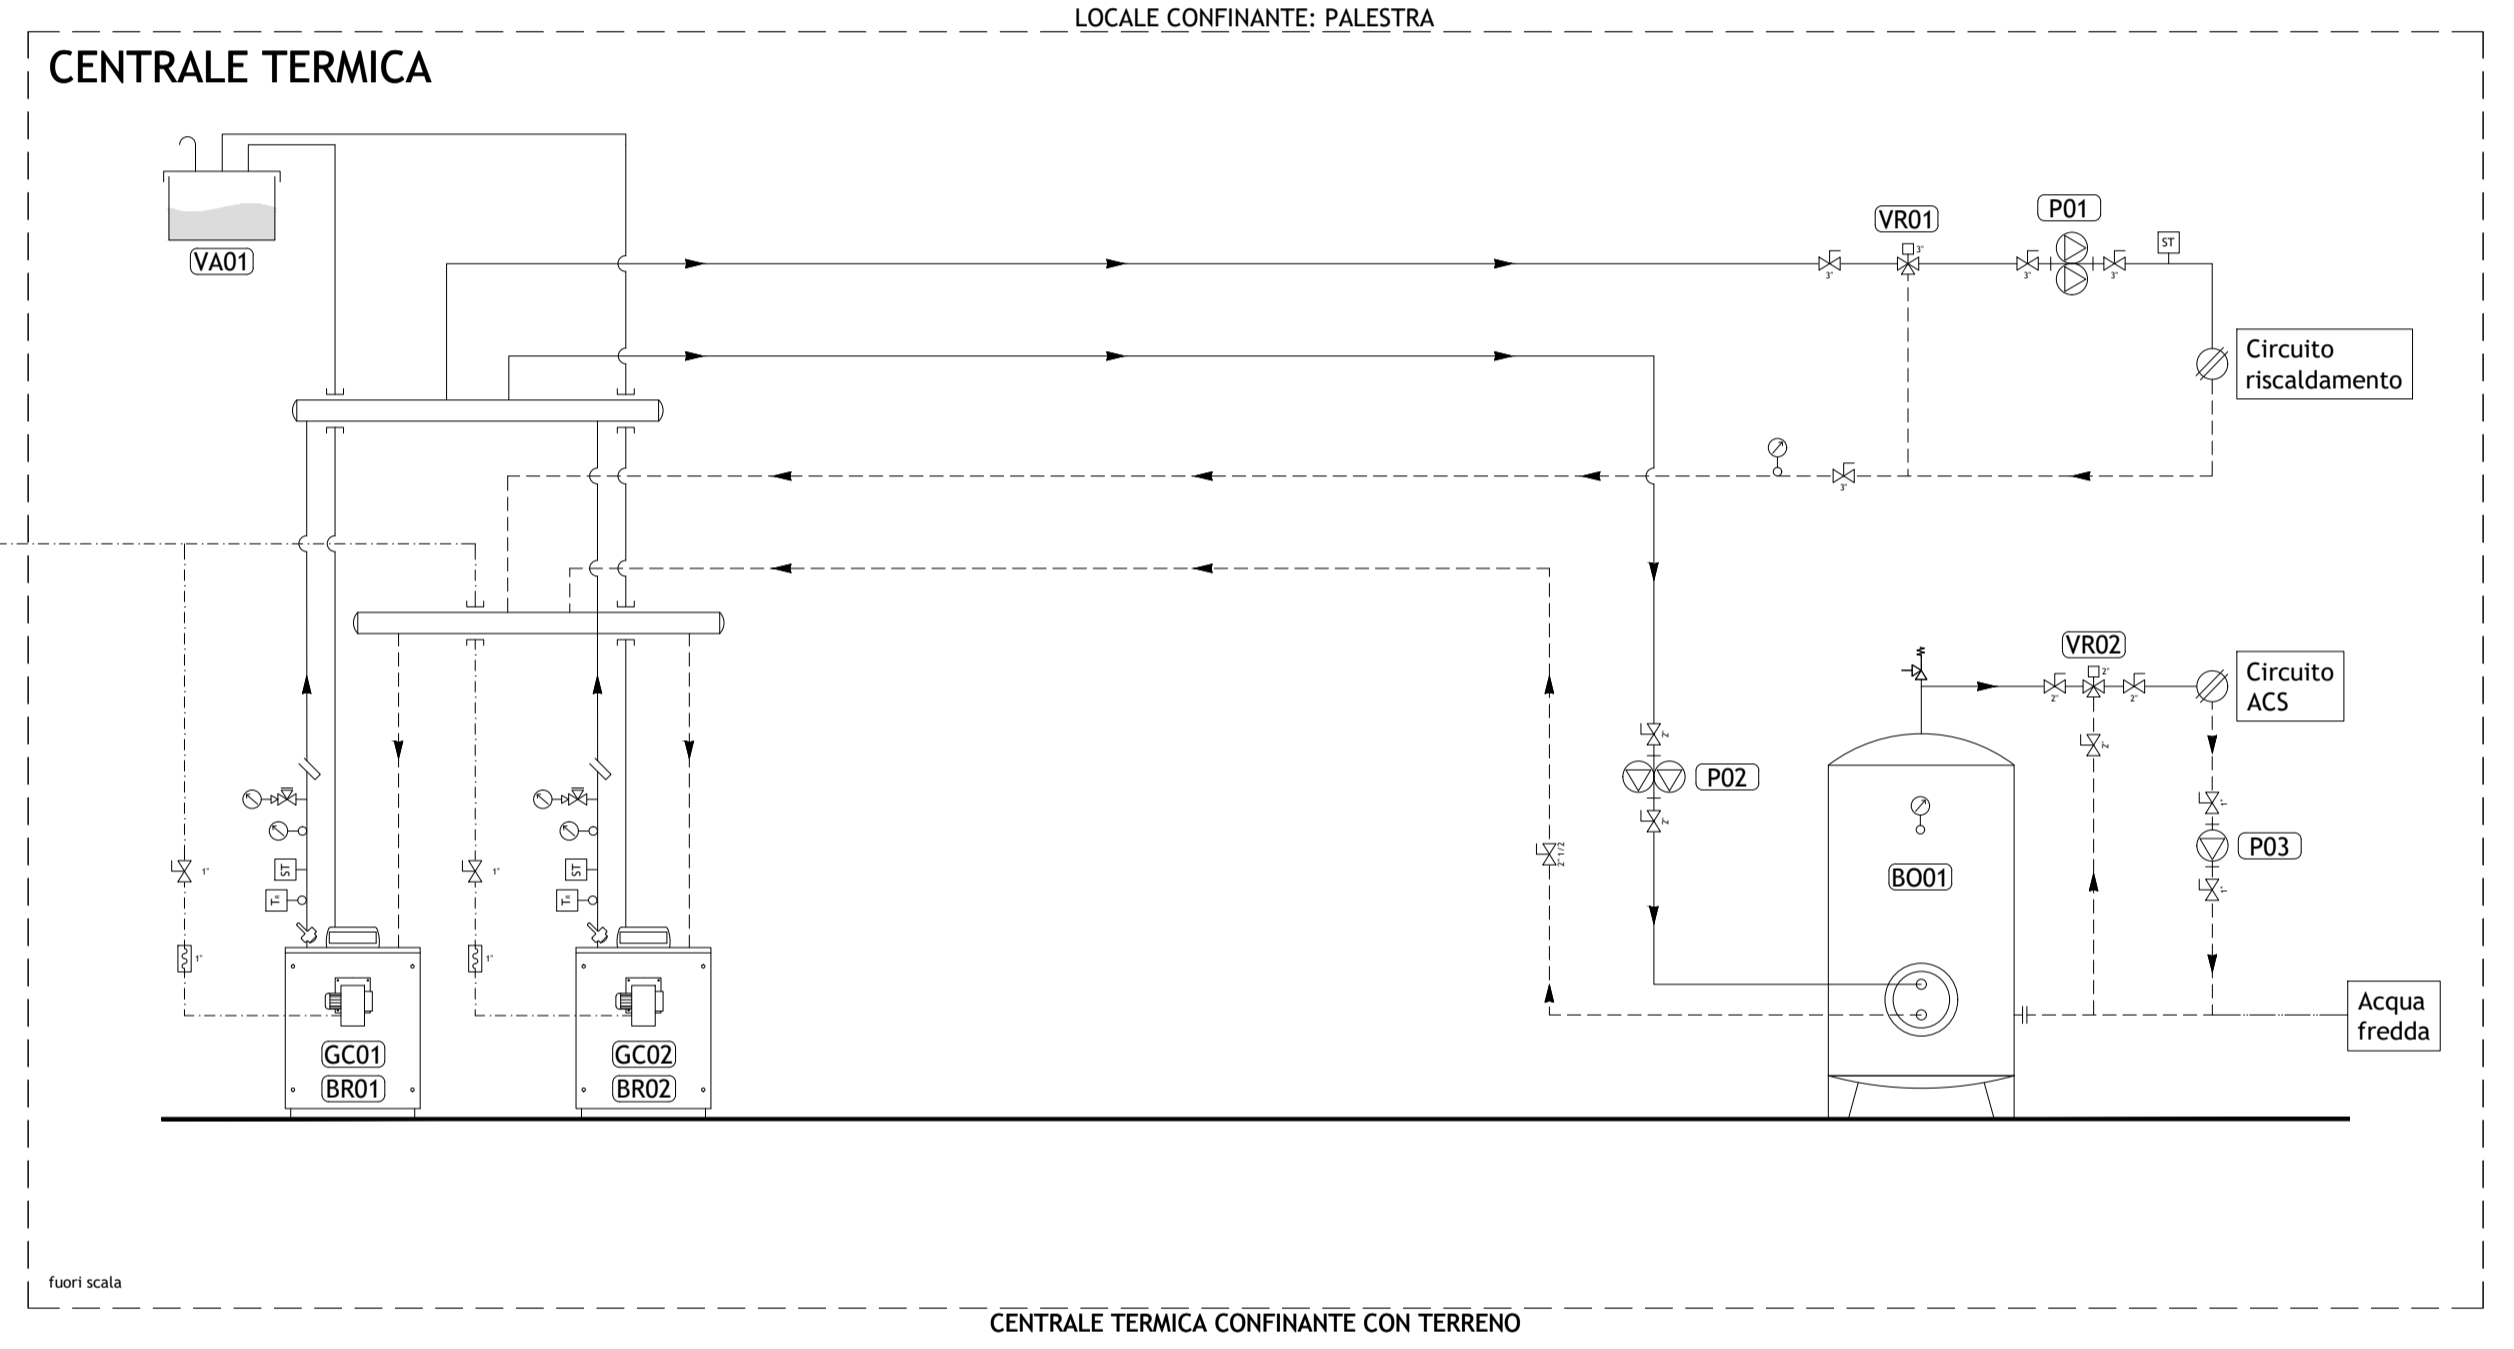 LOCALE CONFINANTE: PALESTRA
CENTRALE TERMICA
VA01
VR01
3"
P01
ST
3"
3"
3"
Circuito
riscaldamento
3"
VR02
2"
Circuito
ACS
2"
2"
2"
2"
P02
2"
1"
P03
1"
2" 1/2
BO01
1"
ST
1"
ST
1"
1"
Acqua
fredda
GC01
GC02
BR01
BR02
fuori scala
CENTRALE TERMICA CONFINANTE CON TERRENO